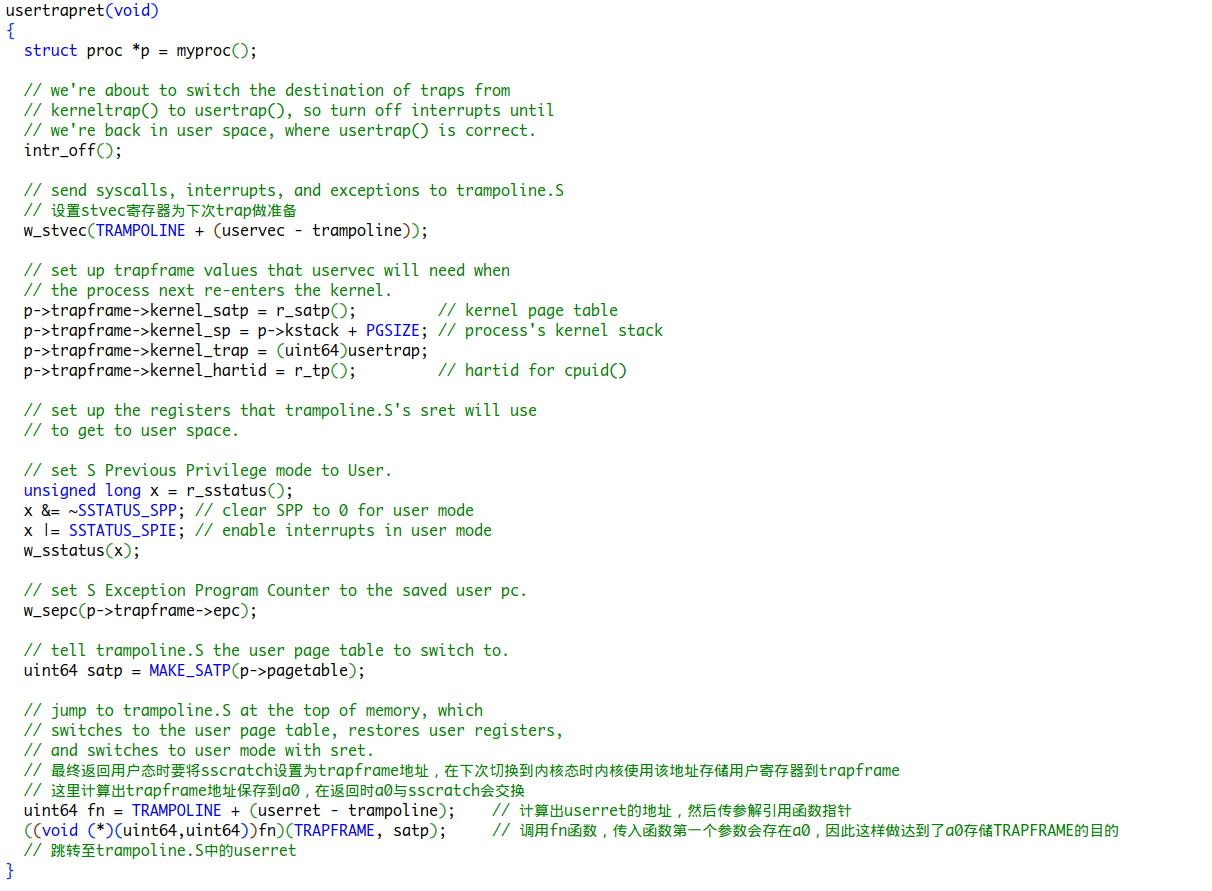 usertrapret(void)
{
  struct proc *p = myproc();

  // we're about to switch the destination of traps from
  // kerneltrap() to usertrap(), so turn off interrupts until
  // we're back in user space, where usertrap() is correct.
  intr_off();

  // send syscalls, interrupts, and exceptions to trampoline.S
  // 设置stvec寄存器为下次trap做准备
  w_stvec(TRAMPOLINE + (uservec - trampoline));

  // set up trapframe values that uservec will need when
  // the process next re-enters the kernel.
  p->trapframe->kernel_satp = r_satp();         // kernel page table
  p->trapframe->kernel_sp = p->kstack + PGSIZE; // process's kernel stack
  p->trapframe->kernel_trap = (uint64)usertrap;
  p->trapframe->kernel_hartid = r_tp();         // hartid for cpuid()

  // set up the registers that trampoline.S's sret will use
  // to get to user space.

  // set S Previous Privilege mode to User.
  unsigned long x = r_sstatus();
  x &= ~SSTATUS_SPP; // clear SPP to 0 for user mode
  x |= SSTATUS_SPIE; // enable interrupts in user mode
  w_sstatus(x);

  // set S Exception Program Counter to the saved user pc.
  w_sepc(p->trapframe->epc);

  // tell trampoline.S the user page table to switch to.
  uint64 satp = MAKE_SATP(p->pagetable);

  // jump to trampoline.S at the top of memory, which
  // switches to the user page table, restores user registers,
  // and switches to user mode with sret.
  // 最终返回用户态时要将sscratch设置为trapframe地址，在下次切换到内核态时内核使用该地址存储用户寄存器到trapframe
  // 这里计算出trapframe地址保存到a0，在返回时a0与sscratch会交换
  uint64 fn = TRAMPOLINE + (userret - trampoline);    // 计算出userret的地址，然后传参解引用函数指针
  ((void (*)(uint64,uint64))fn)(TRAPFRAME, satp);     // 调用fn函数，传入函数第一个参数会存在a0，因此这样做达到了a0存储TRAPFRAME的目的
  // 跳转至trampoline.S中的userret
}